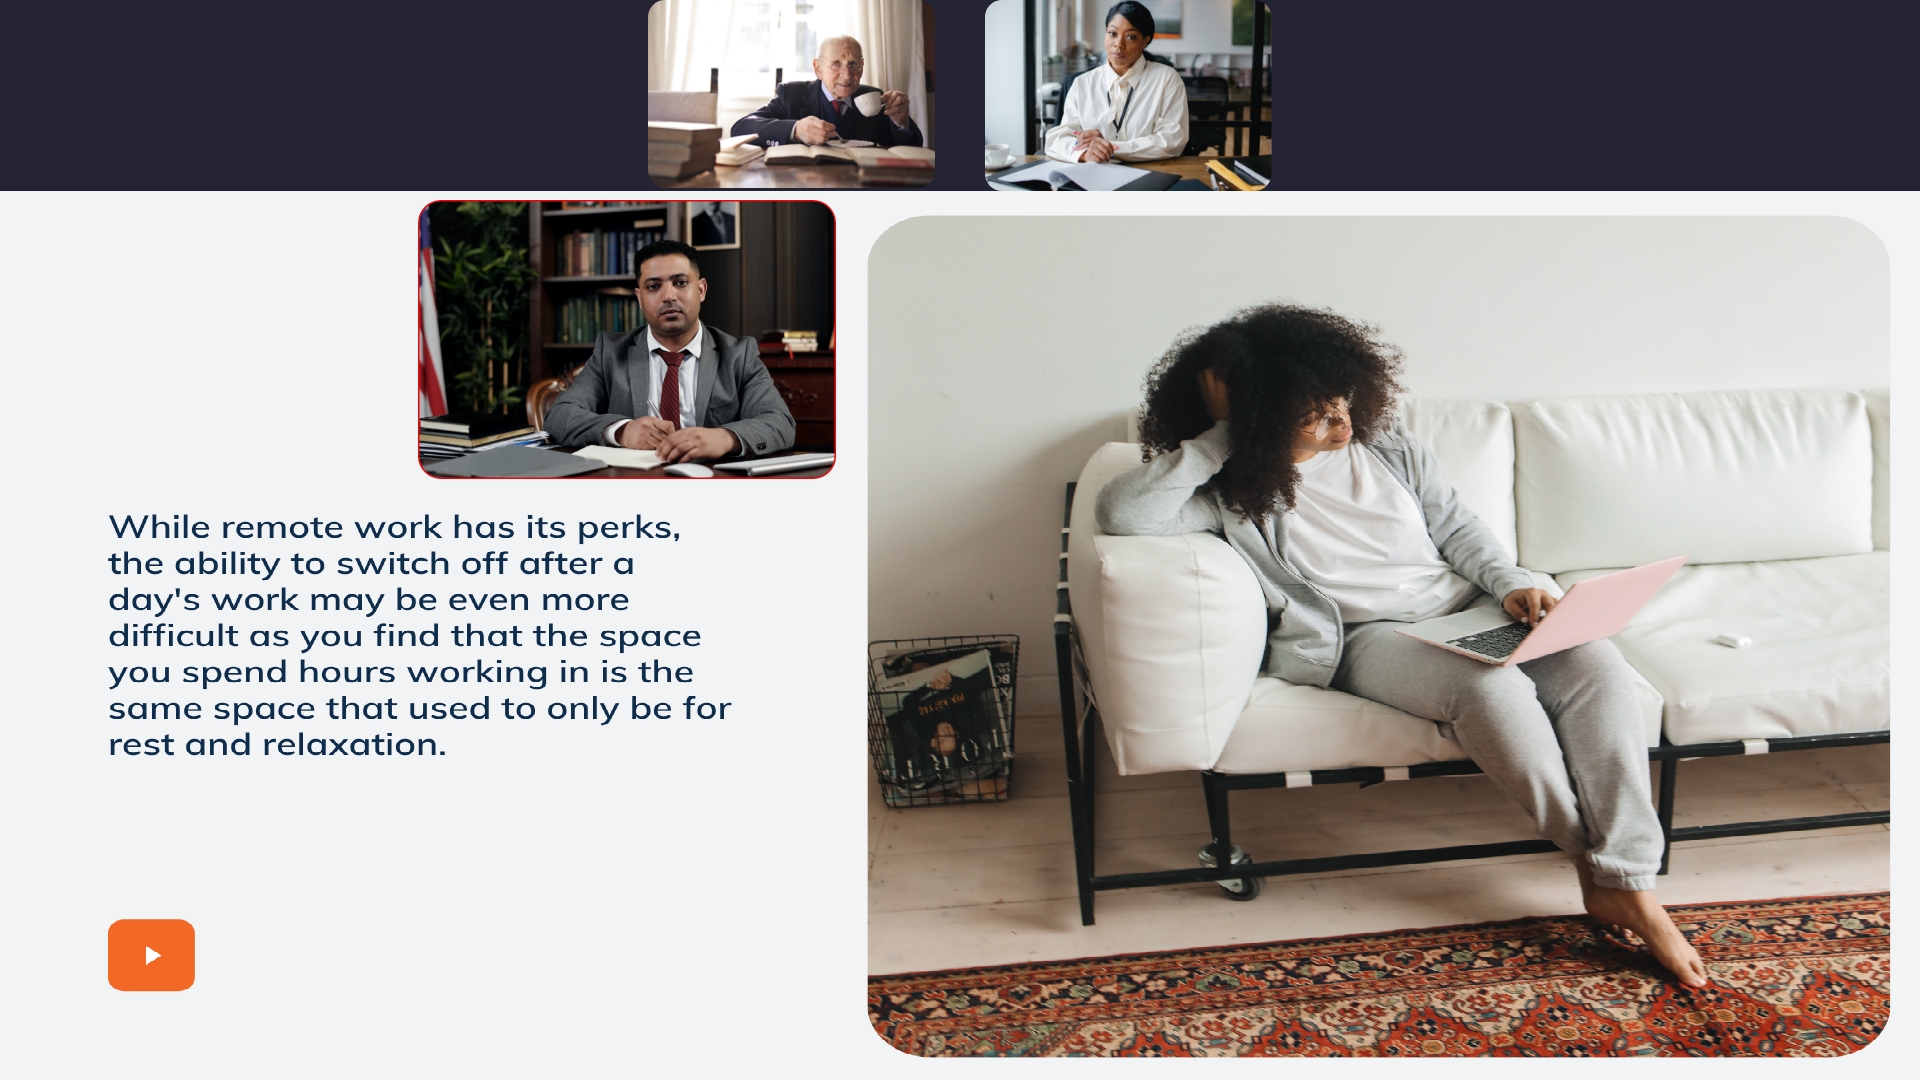 While remote work has its perks,
the ability to switch off after a
day's work may be even more
difficult as you find that the space
you spend hours working in is the
same space that used to only be for
rest and relaxation.